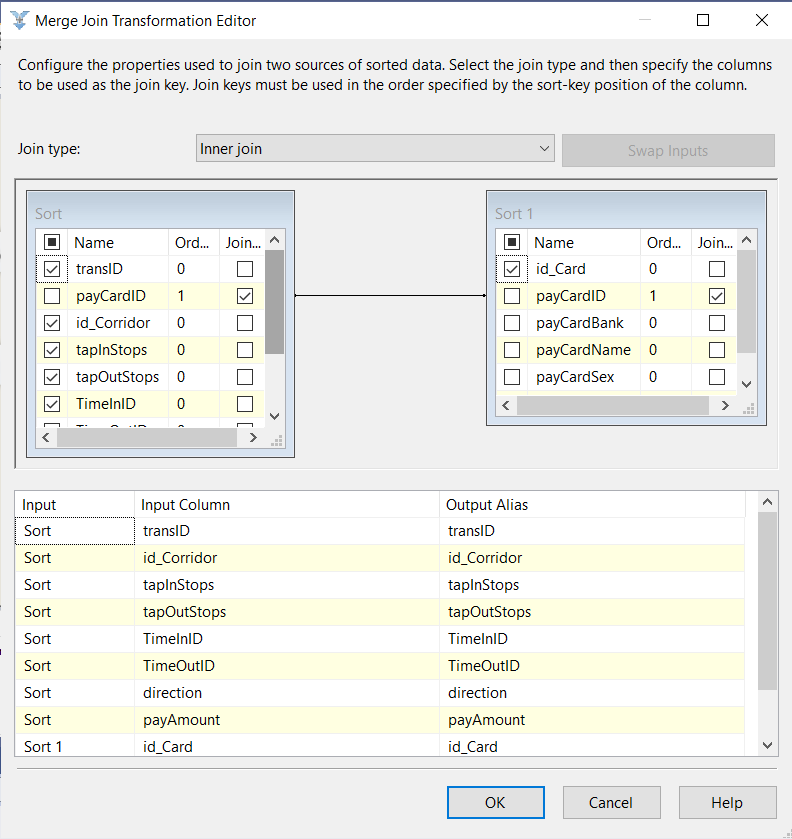 Merge Join Transformation Editor
Configure the properties used to join two sources of sorted data. Select the join type and then specify the columns
to be used as the join key. Join keys must be used in the order specified by the sort-key position of the column.
Join type:
Inner join
Swap Inputs
Sort
Name Ord... Join...
transID 0
payCardID 1
id_Corridor 0
tapInStops 0
tapOutStops 0
TimeInID 0
TimeOutID 0
Sort 1
Name Ord... Join...
id_Card 0
payCardID 1
payCardBank 0
payCardName 0
payCardSex 0
Input Input Column Output Alias
Sort transID transID
Sort id_Corridor id_Corridor
Sort tapInStops tapInStops
Sort tapOutStops tapOutStops
Sort TimeInID TimeInID
Sort TimeOutID TimeOutID
Sort direction direction
Sort payAmount payAmount
Sort 1 id_Card id_Card
OK
Cancel
Help